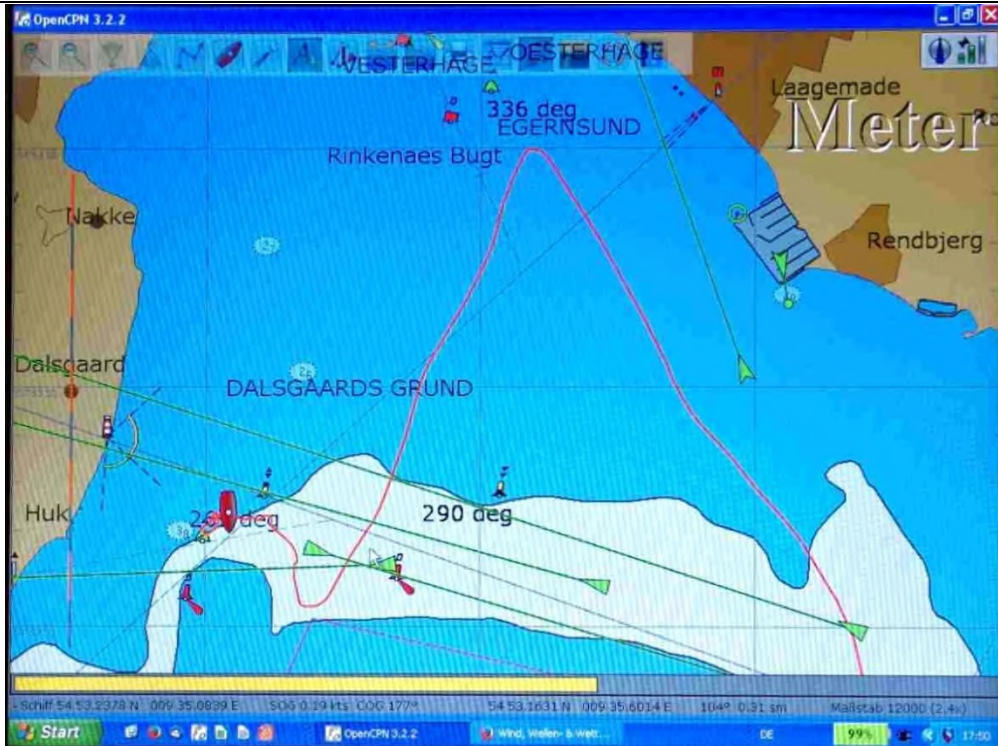 OpenCPN 3.2.2
OESTERHAGE
VESTERHAGE
Laagemade
336 deg
Meter
EGERNSUND
Rinkenaes Bugt
Nakke
Rendbjerg
Dalsgaard
DALSGAARDS GRUND
Huk
deg
290 deg
- Schiff 54 53.2378 N 009 35.0839 E SOG 0.19 kts COG 177° 54 53.1631 N 009 35.6014 E 104° 0.31 sm Maßstab 12000 (2.4x)
Start OpenCPN 3.2.2 Wind, Wellen- & Wett... DE 99% 17:50